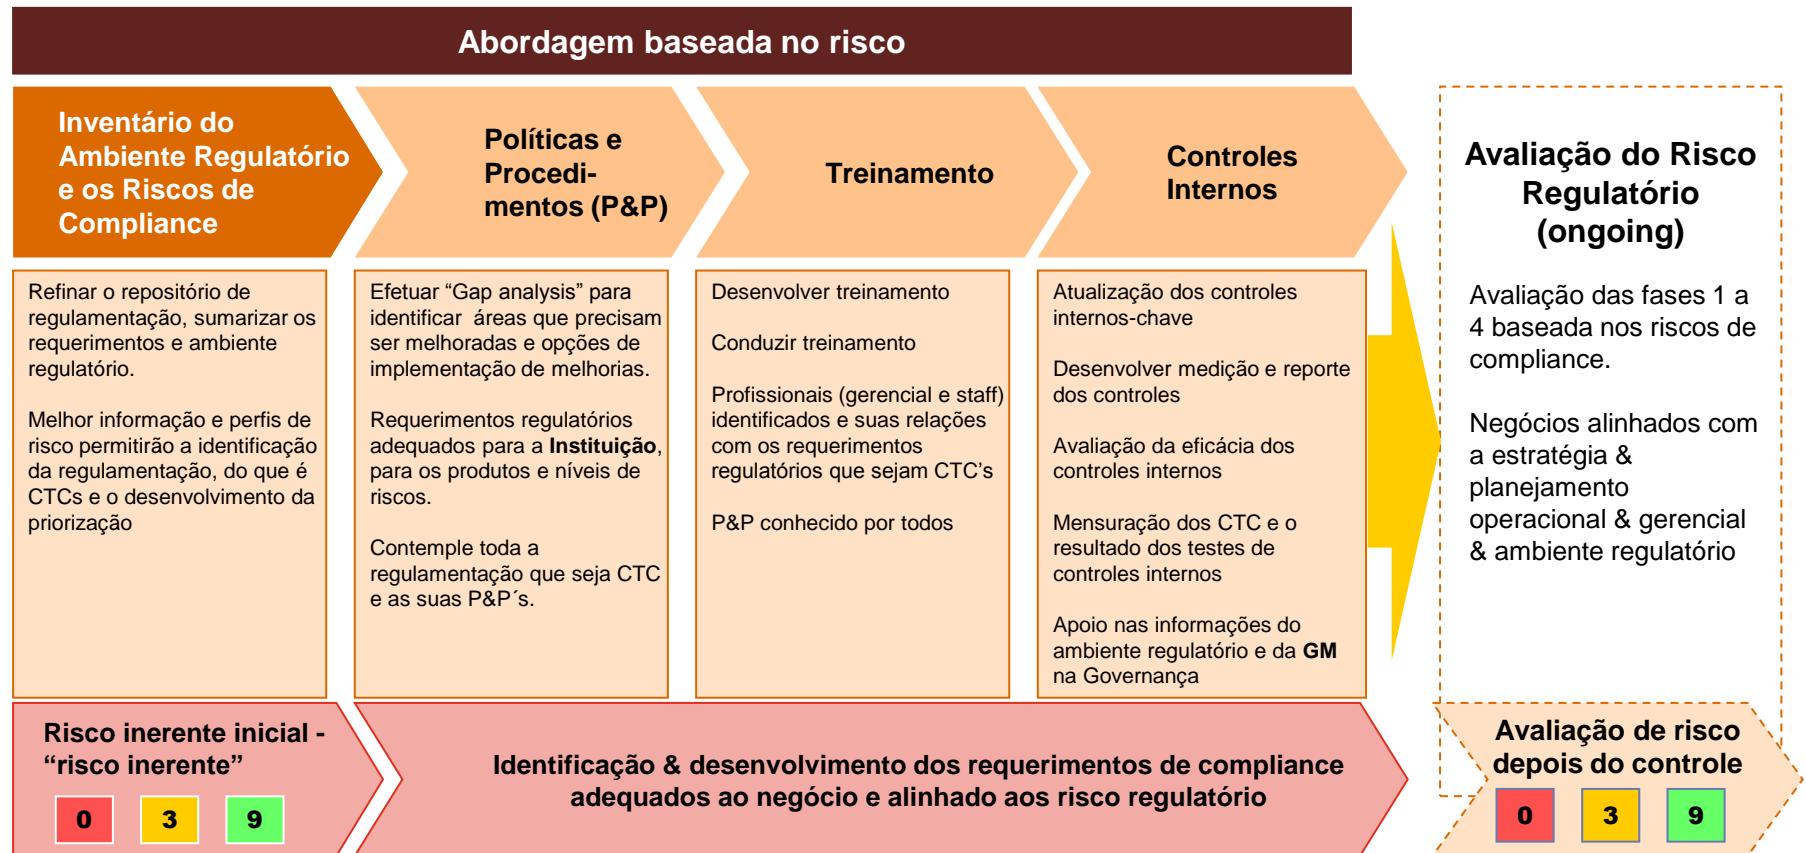 Abordagem baseada no risco
Inventário do
Ambiente Regulatório
e os Riscos de
Compliance
Políticas e
Procedi-
mentos (P&P)
Treinamento
Controles
Internos
Avaliação do Risco
Regulatório
(ongoing)
Refinar o repositório de
regulamentação, sumarizar os
requerimentos e ambiente
regulatório.
Melhor informação e perfis de
risco permitirão a identificação
da regulamentação, do que é
CTCs e o desenvolvimento da
priorização
Efetuar “Gap analysis” para
identificar áreas que precisam
ser melhoradas e opções de
implementação de melhorias.
Requerimentos regulatórios
adequados para a Instituição,
para os produtos e níveis de
riscos.
Contemple toda a
regulamentação que seja CTC
e as suas P&P´s.
Desenvolver treinamento
Conduzir treinamento
Profissionais (gerencial e staff)
identificados e suas relações
com os requerimentos
regulatórios que sejam CTC’s
P&P conhecido por todos
Atualização dos controles
internos-chave
Desenvolver medição e reporte
dos controles
Avaliação da eficácia dos
controles internos
Mensuração dos CTC e o
resultado dos testes de
controles internos
Apoio nas informações do
ambiente regulatório e da GM
na Governança
Avaliação das fases 1 a
4 baseada nos riscos de
compliance.
Negócios alinhados com
a estratégia &
planejamento
operacional & gerencial
& ambiente regulatório
Risco inerente inicial -
“risco inerente”
0 3 9
Identificação & desenvolvimento dos requerimentos de compliance
adequados ao negócio e alinhado aos risco regulatório
Avaliação de risco
depois do controle
0 3 9